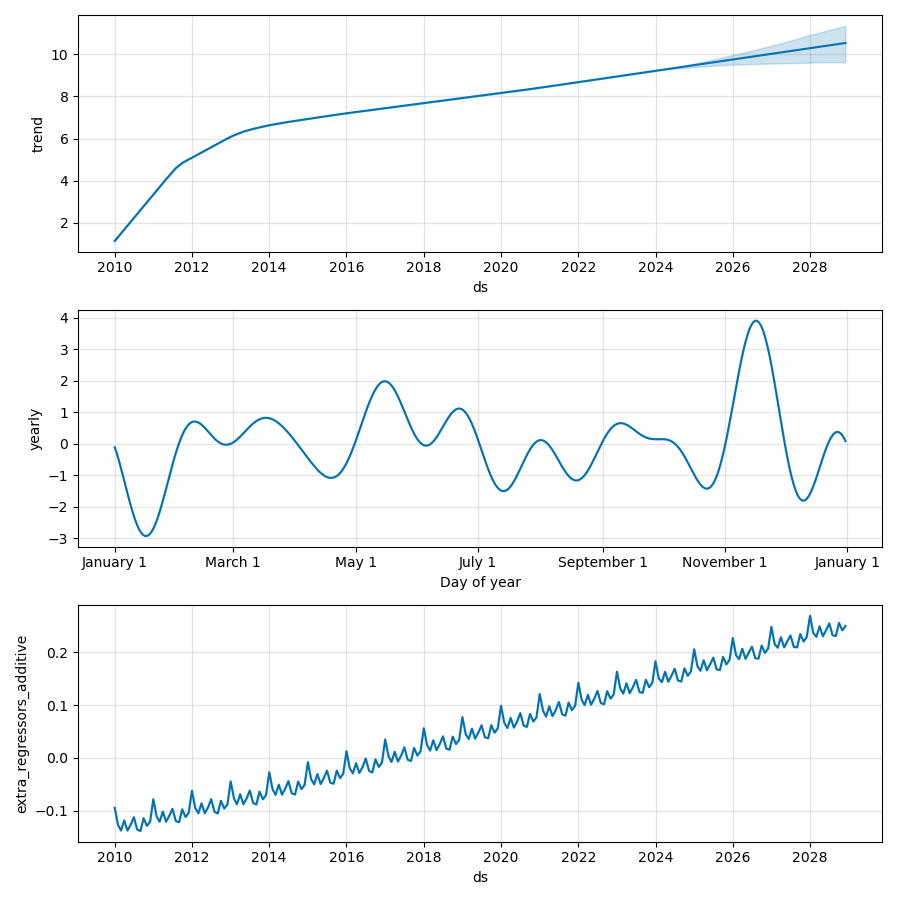 10
8
6
4
2
trend
2010 2012 2014 2016 2018 2020 2022 2024 2026 2028
ds
4
3
2
1
0
−1
−2
−3
yearly
January 1 March 1 May 1 July 1 September 1 November 1 January 1
Day of year
0.2
0.1
0.0
−0.1
extra_regressors_additive
2010 2012 2014 2016 2018 2020 2022 2024 2026 2028
ds